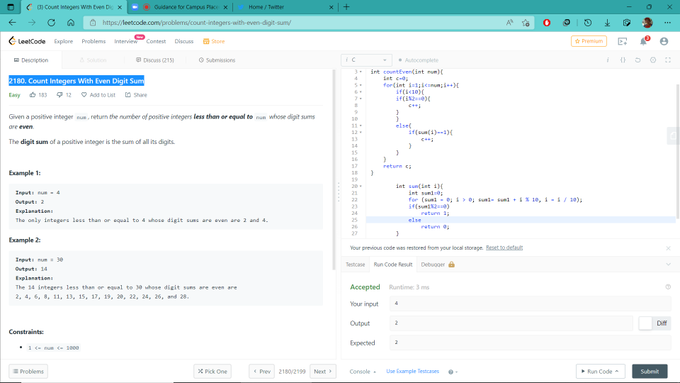 (3) Count Integers With Even Dig
Guidance for Campus Place
Home / Twitter
https://leetcode.com/problems/count-integers-with-even-digit-sum/
LeetCode Explore Problems Interview New Contest Discuss Store
Premium
Description Solution Discuss (215) Submissions
2180. Count Integers With Even Digit Sum
Easy 183 12 Add to List Share
Given a positive integer num, return the number of positive integers less than or equal to num whose digit sums
are even.
The digit sum of a positive integer is the sum of all its digits.
Example 1:
Input: num = 4
Output: 2
Explanation:
The only integers less than or equal to 4 whose digit sums are even are 2 and 4.
Example 2:
Input: num = 30
Output: 14
Explanation:
The 14 integers less than or equal to 30 whose digit sums are even are
2, 4, 6, 8, 11, 13, 15, 17, 19, 20, 22, 24, 26, and 28.
Constraints:
• 1 <= num <= 1000
Problems Pick One Prev 2180/2199 Next
i C Autocomplete
3 int countEven(int num){
4 int c=0;
5 for(int i=1;i<=num;i++){
6 if(i<10){
7 if(i%2==0){
8 c++;
9 }
10 }
11 else{
12 if(sum(i)==1){
13 c++;
14 }
15 }
16 }
17 return c;
18 }
19
20 int sum(int i){
21 int sum1=0;
22 for (sum1 = 0; i > 0; sum1= sum1 + i % 10, i = i / 10);
23 if(sum1%2==0)
24 return 1;
25 else
26 return 0;
27 }
Your previous code was restored from your local storage. Reset to default
Testcase Run Code Result Debugger
Accepted Runtime: 3 ms
Your input 4
Output 2 Diff
Expected 2
Console Use Example Testcases Run Code Submit